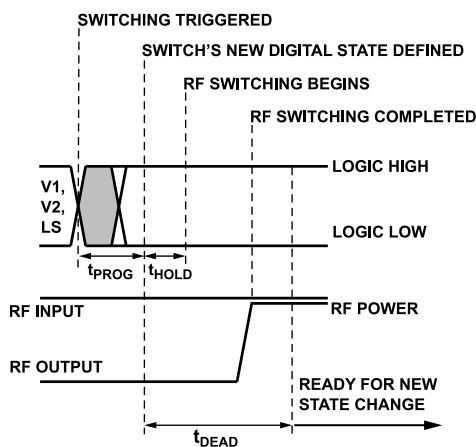 SWITCHING TRIGGERED
SWITCH'S NEW DIGITAL STATE DEFINED
RF SWITCHING BEGINS
RF SWITCHING COMPLETED
LOGIC HIGH
V1,
V2,
LS
LOGIC LOW
tPROG
tHOLD
RF INPUT
RF POWER
RF OUTPUT
READY FOR NEW
STATE CHANGE
tDEAD